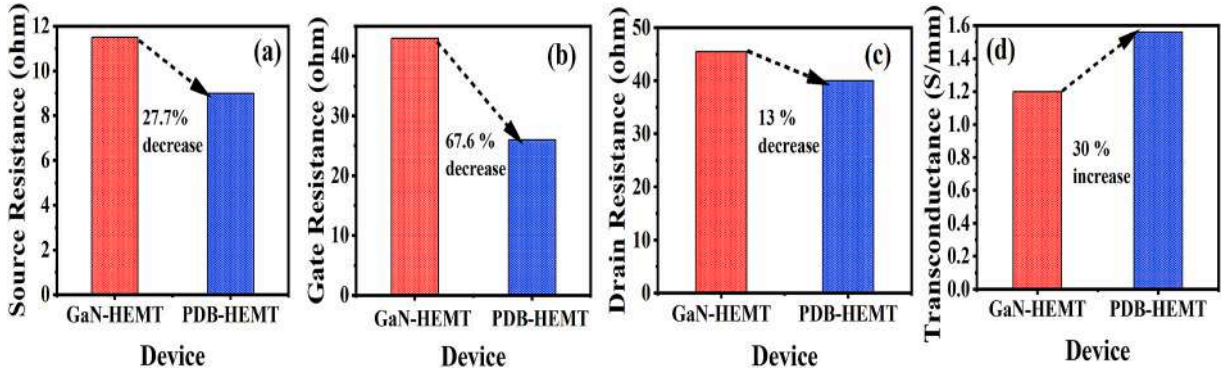 Source Resistance (ohm)
12
10
8
6
4
2
0
(a)
27.7%
decrease
GaN-HEMT PDB-HEMT
Device
Gate Resistance (ohm)
40
30
20
10
0
(b)
67.6 %
decrease
GaN-HEMT PDB-HEMT
Device
Drain Resistance (ohm)
50
40
30
20
10
0
(c)
13 %
decrease
GaN-HEMT PDB-HEMT
Device
Transconductance (S/mm)
1.6
1.4
1.2
1.0
0.8
0.6
0.4
0.2
0.0
(d)
30 %
increase
GaN-HEMT PDB-HEMT
Device